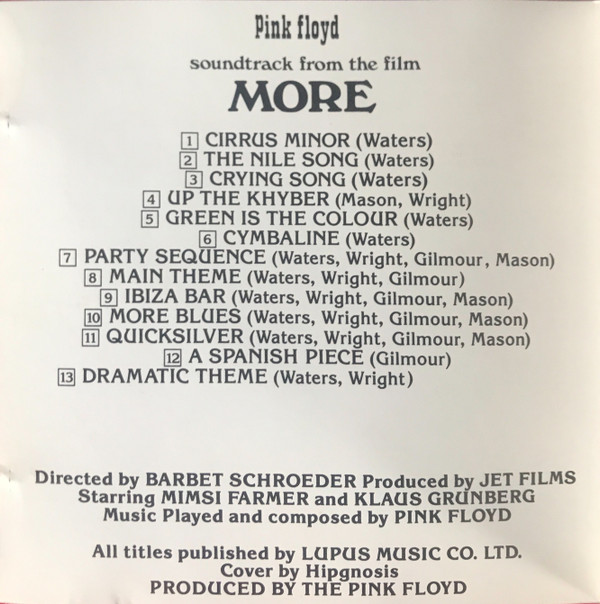 Pink floyd
soundtrack from the film
MORE
1 CIRRUS MINOR (Waters)
2 THE NILE SONG (Waters)
3 CRYING SONG (Waters)
4 UP THE KHYBER (Mason, Wright)
5 GREEN IS THE COLOUR (Waters)
6 CYMBALINE (Waters)
7 PARTY SEQUENCE (Waters, Wright, Gilmour, Mason)
8 MAIN THEME (Waters, Wright, Gilmour)
9 IBIZA BAR (Waters, Wright, Gilmour, Mason)
10 MORE BLUES (Waters, Wright, Gilmour, Mason)
11 QUICKSILVER (Waters, Wright, Gilmour, Mason)
12 A SPANISH PIECE (Gilmour)
13 DRAMATIC THEME (Waters, Wright)
Directed by BARBET SCHROEDER Produced by JET FILMS
Starring MIMSI FARMER and KLAUS GRUNBERG
Music Played and composed by PINK FLOYD
All titles published by LUPUS MUSIC CO. LTD.
Cover by Hipgnosis
PRODUCED BY THE PINK FLOYD